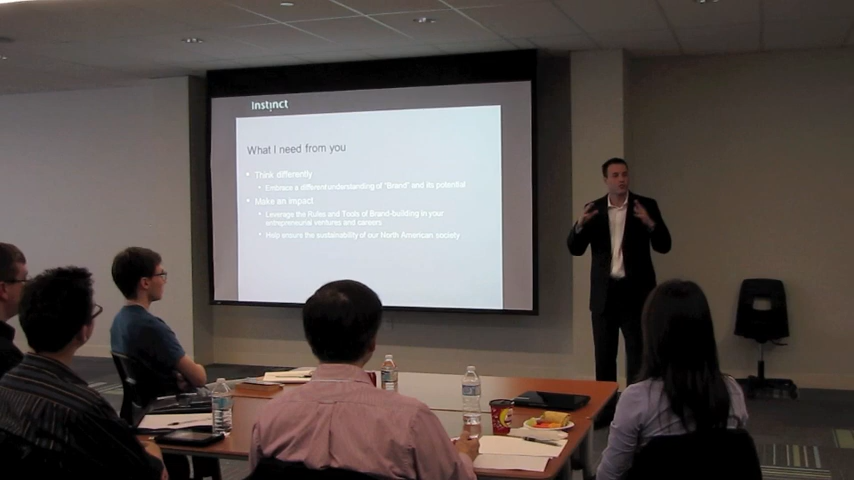 Instinct
What I need from you
• Think differently
• Embrace a different understanding of "Brand" and its potential
• Make an impact
• Leverage the Rules and Tools of Brand-building in your
entrepreneurial ventures and careers
• Help ensure the sustainability of our North American society